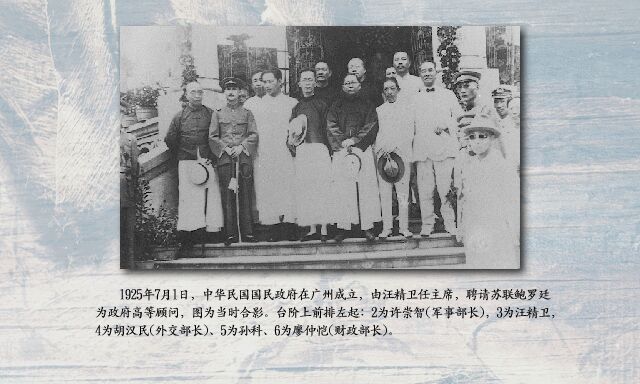 1925年7月1日，中华民国国民政府在广州成立，由汪精卫任主席，聘请苏联鲍罗廷
为政府高等顾问，图为当时合影。台阶上前排左起：2为许崇智(军事部长)，3为汪精卫，
4为胡汉民(外交部长)、5为孙科、6为廖仲恺(财政部长)。